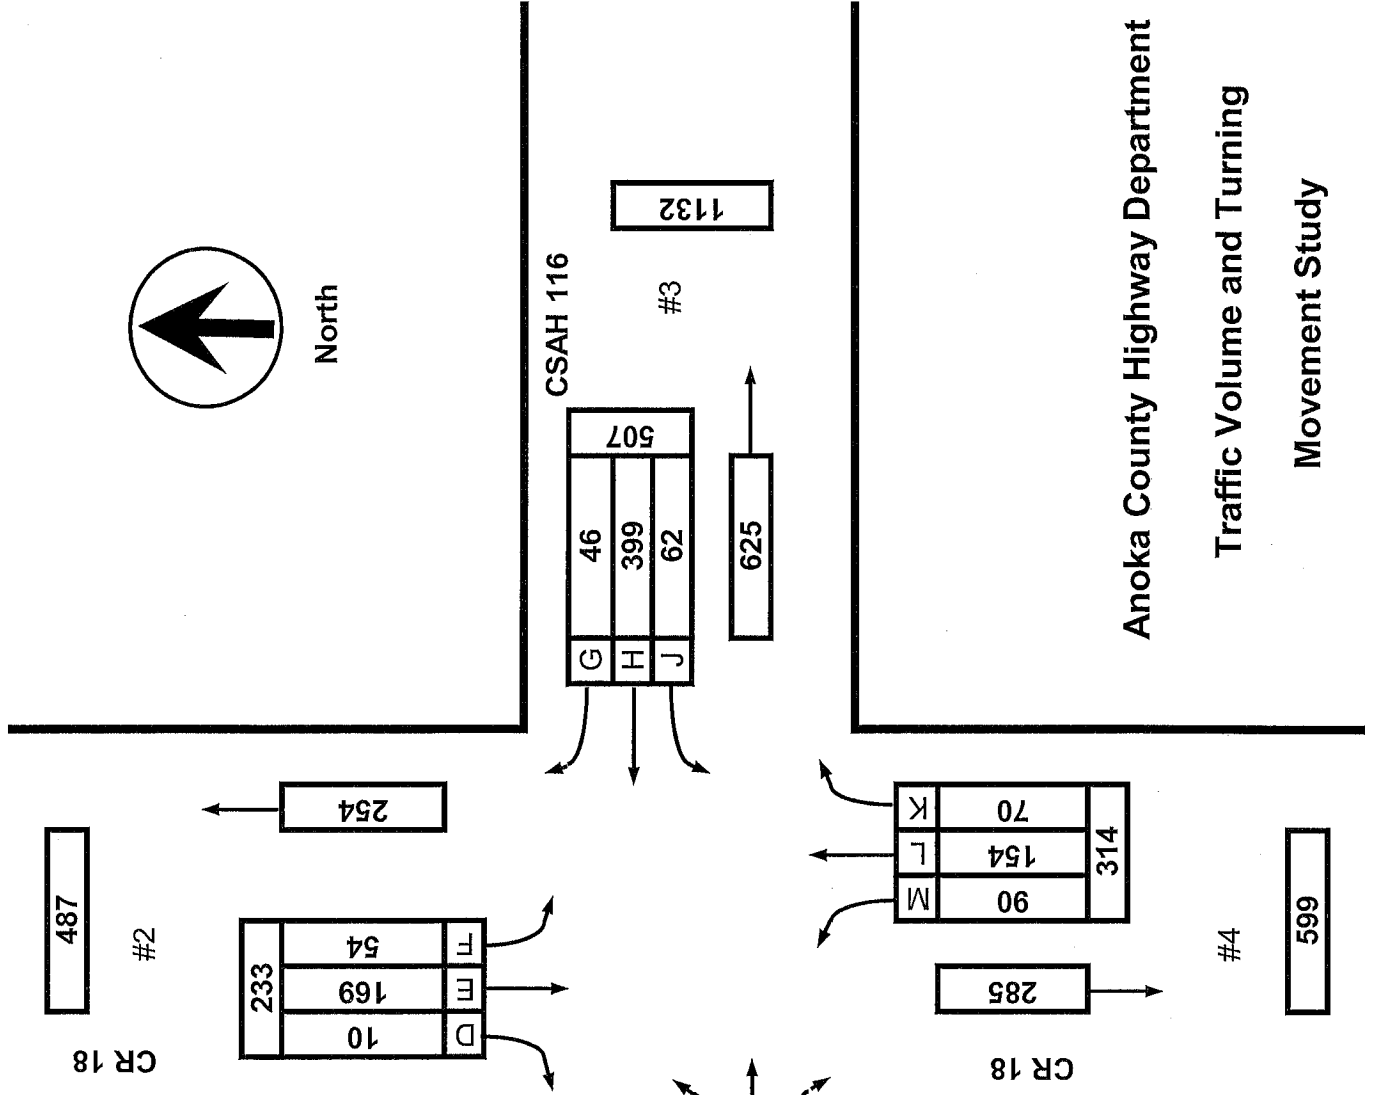 Anoka County Highway Department
Traffic Volume and Turning
Movement Study
North
CSAH 116
#3
1132
507
G 46
H 399
J 62
625
254
487
#2
233
F 54
E 169
D 10
CR 18
K 70
L 154
M 90
314
285
#4
599
CR 18